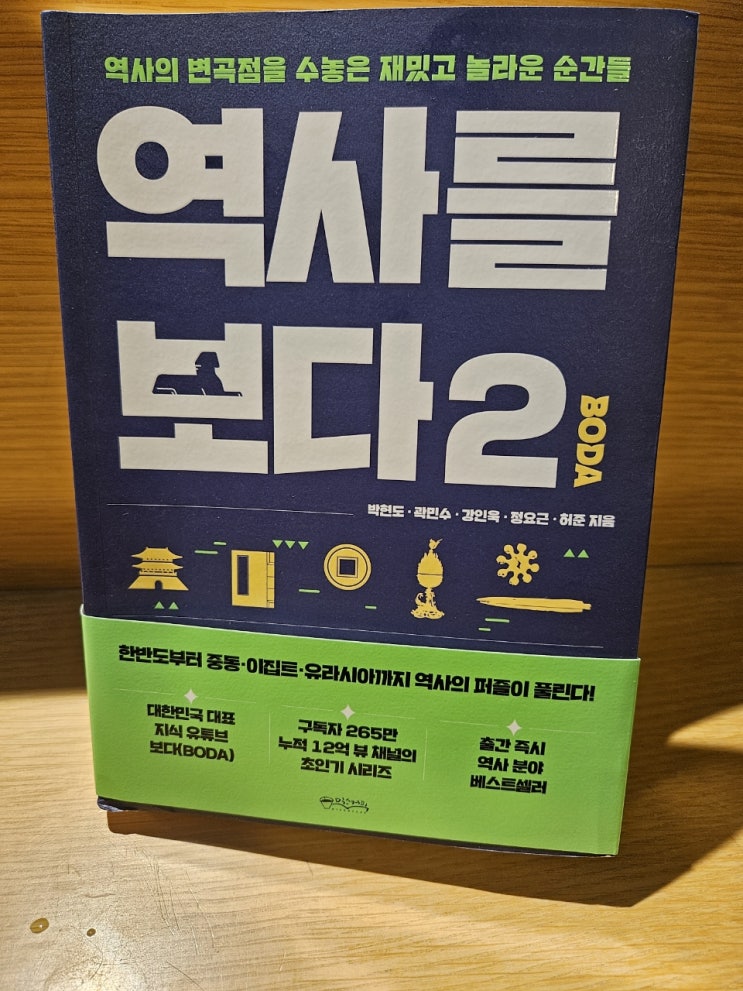 역사의 변곡점을 수놓은 재밌고 놀라운 순간들
역사를
보다 2
BODA
박현도·곽민수·강인욱·정요근·허준 지음
한반도부터 중동·이집트·유라시아까지 역사의 퍼즐이 풀린다!
대한민국 대표
지식 유튜브
보다(BODA)
구독자 265만
누적 12억 뷰 채널의
초인기 시리즈
출간 즉시
역사 분야
베스트셀러